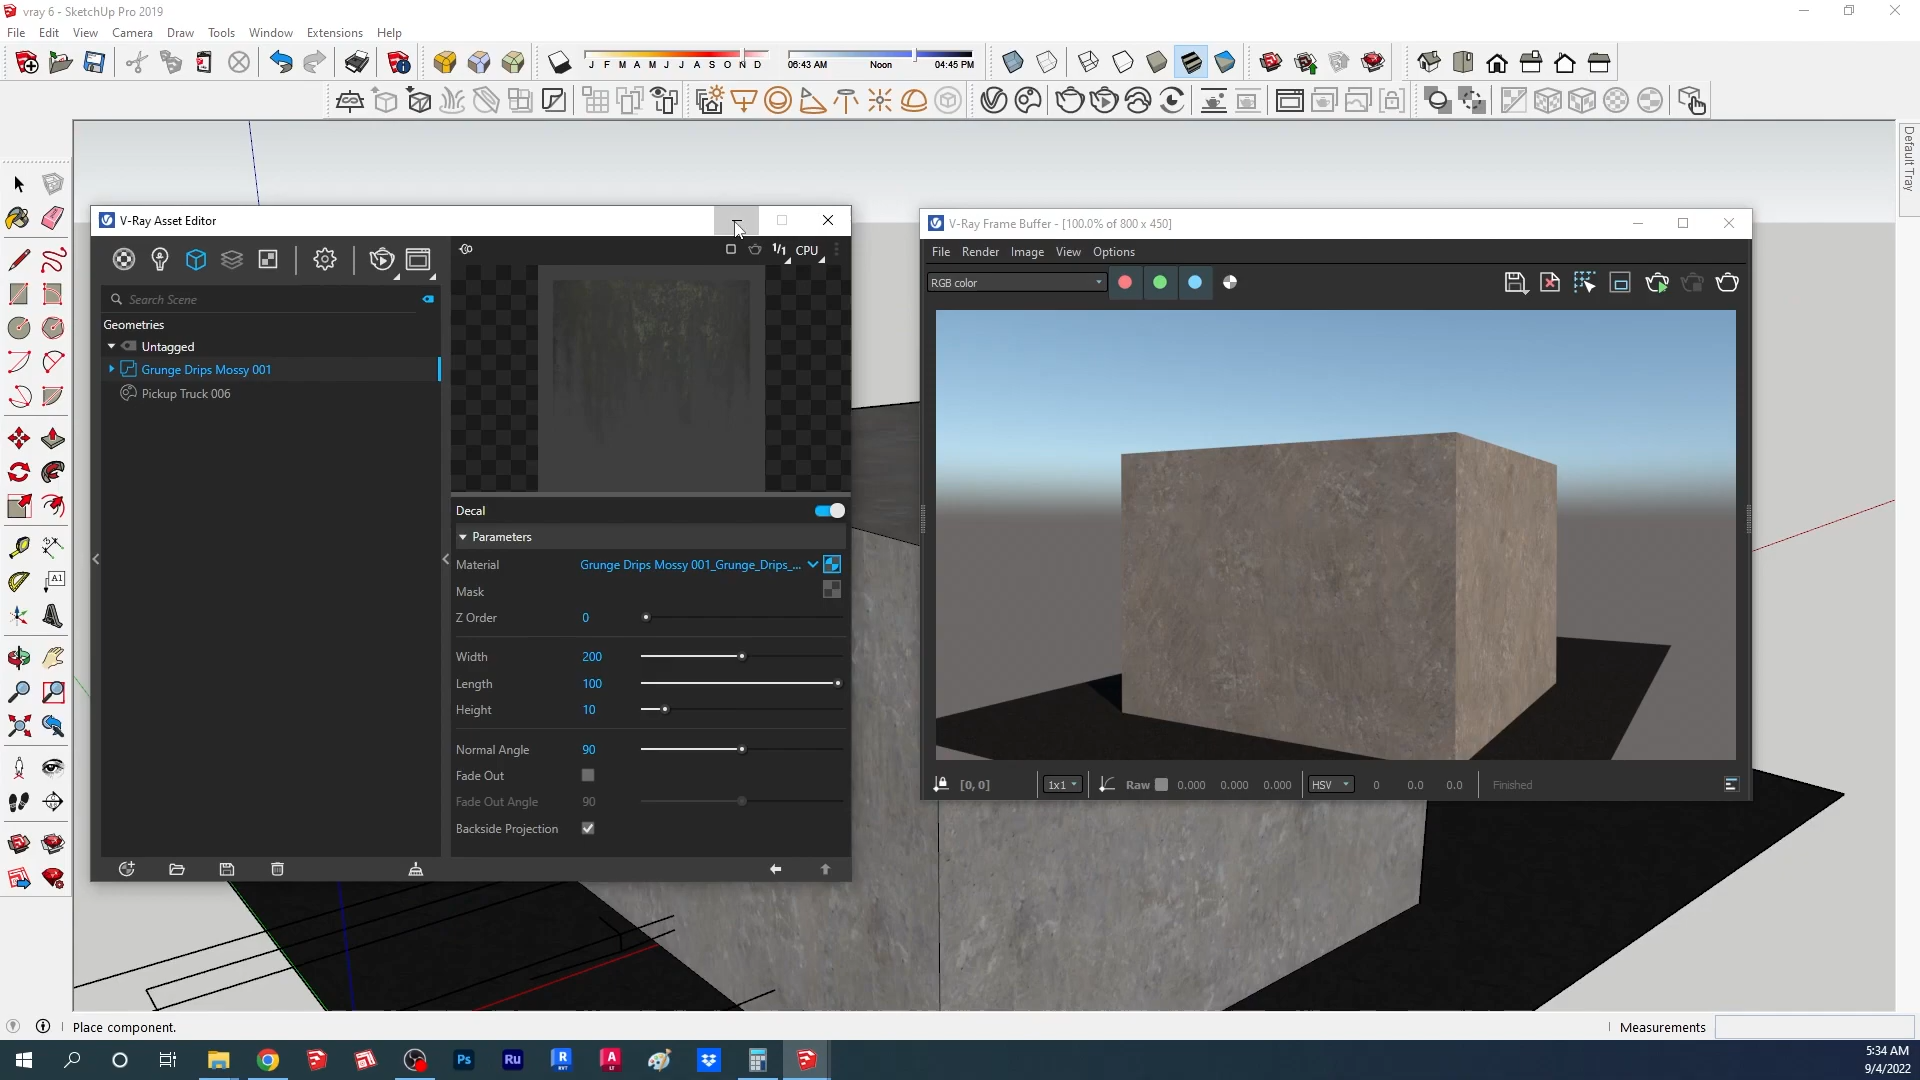 vray 6 - SketchUp Pro 2019
File Edit View Camera Draw Tools Window Extensions Help
J F M A M J J A S O N D
06:43 AM Noon 04:45 PM
Default Tray
V-Ray Asset Editor
1/1 CPU
Search Scene
Geometries
Untagged
Grunge Drips Mossy 001
Pickup Truck 006
Decal
Parameters
Material Grunge Drips Mossy 001_Grunge_Drips_...
Mask
Z Order 0
Width 200
Length 100
Height 10
Normal Angle 90
Fade Out
Fade Out Angle 90
Backside Projection
V-Ray Frame Buffer - [100.0% of 800 x 450]
File Render Image View Options
RGB color
[0, 0] 1x1 Raw 0.000 0.000 0.000 HSV 0 0.0 0.0 Finished
A1
Place component.
Measurements
Ps Ru R RVT A LT
5:34 AM
9/4/2022